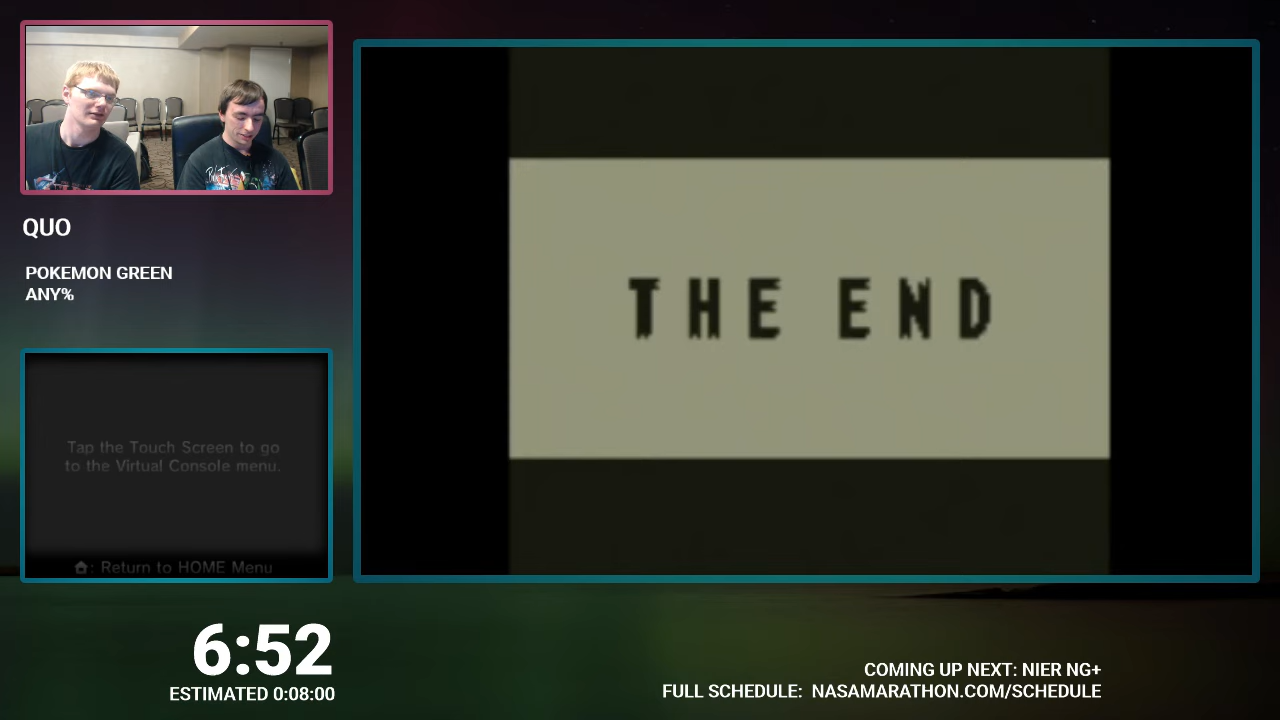 QUO
POKEMON GREEN
ANY%
THE END
Tap the Touch Screen to go
to the Virtual Console menu.
: Return to HOME Menu
6:52
ESTIMATED 0:08:00
COMING UP NEXT: NIER NG+
FULL SCHEDULE: NASAMARATHON.COM/SCHEDULE